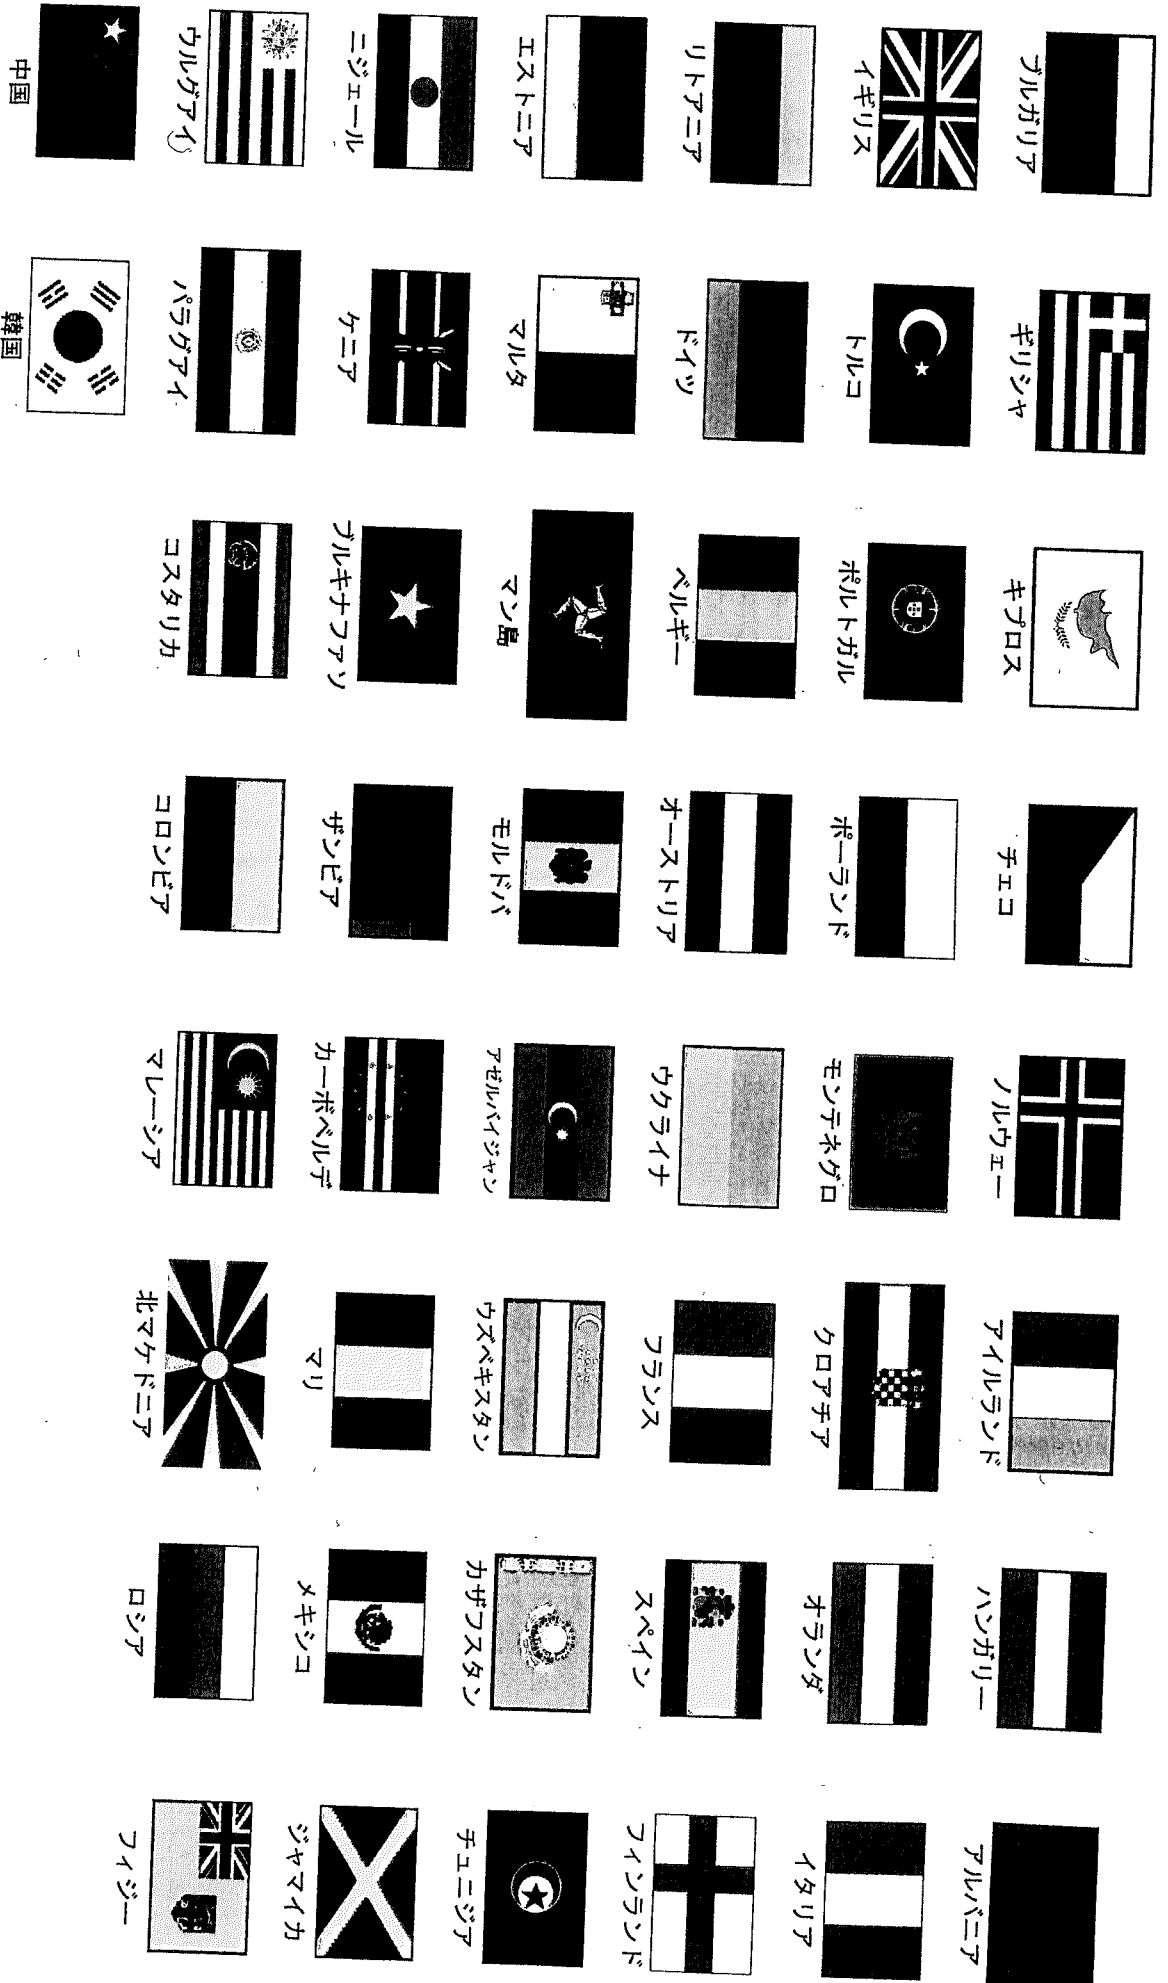 ブルガリア
ギリシャ
キプロス
チェコ
ノルウェー
アイルランド
ハンガリー
アルバニア
イギリス
トルコ
ポルトガル
ポーランド
モンテネグロ
クロアチア
オランダ
イタリア
リトアニア
ドイツ
ベルギー
オーストリア
ウクライナ
フランス
スペイン
フィンランド
エストニア
マルタ
マン島
モルドバ
アゼルバイジャン
ウズベキスタン
カザフスタン
チュニジア
ニジェール
ケニア
ブルキナファソ
ザンビア
カーボベルデ
マリ
メキシコ
ジャマイカ
ウルグアイ
パラグアイ
コスタリカ
コロンビア
マレーシア
北マケドニア
ロシア
フィジー
中国
韓国